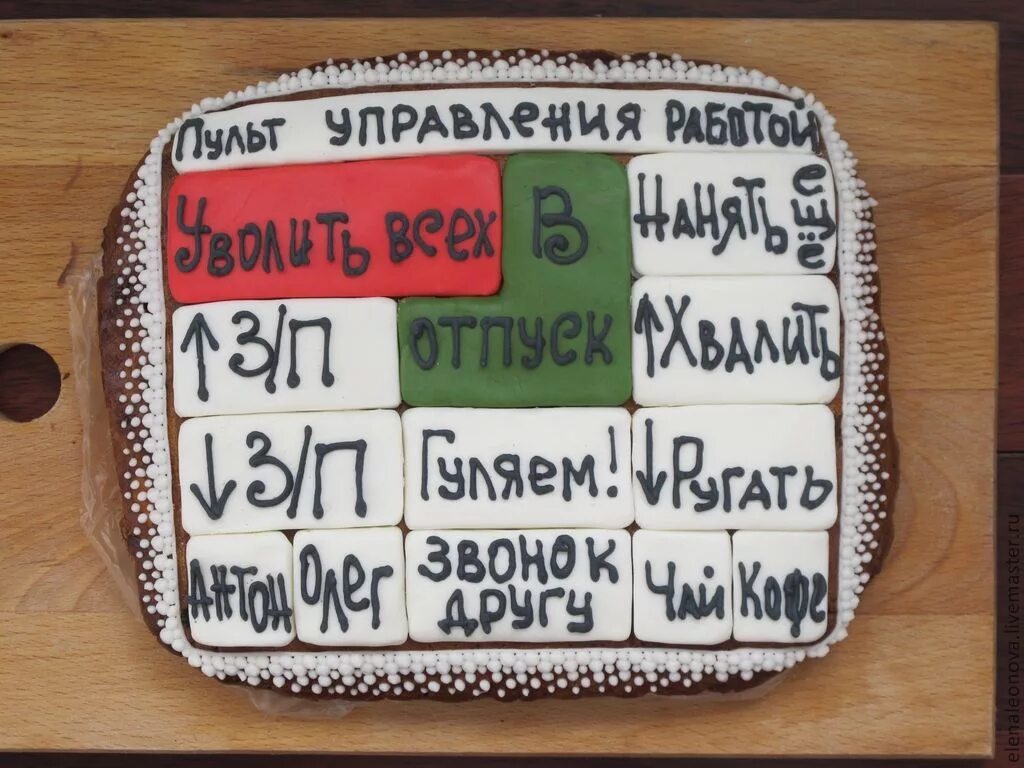 Пульт управления работой
Уволить всех
В
отпуск
Нанять
ещё
↑ З/П
↑Хвалить
↓ З/П
Гуляем!
↓Ругать
Антон
Олег
звонок
другу
Чай
Кофе
elenaleonova.livemaster.ru